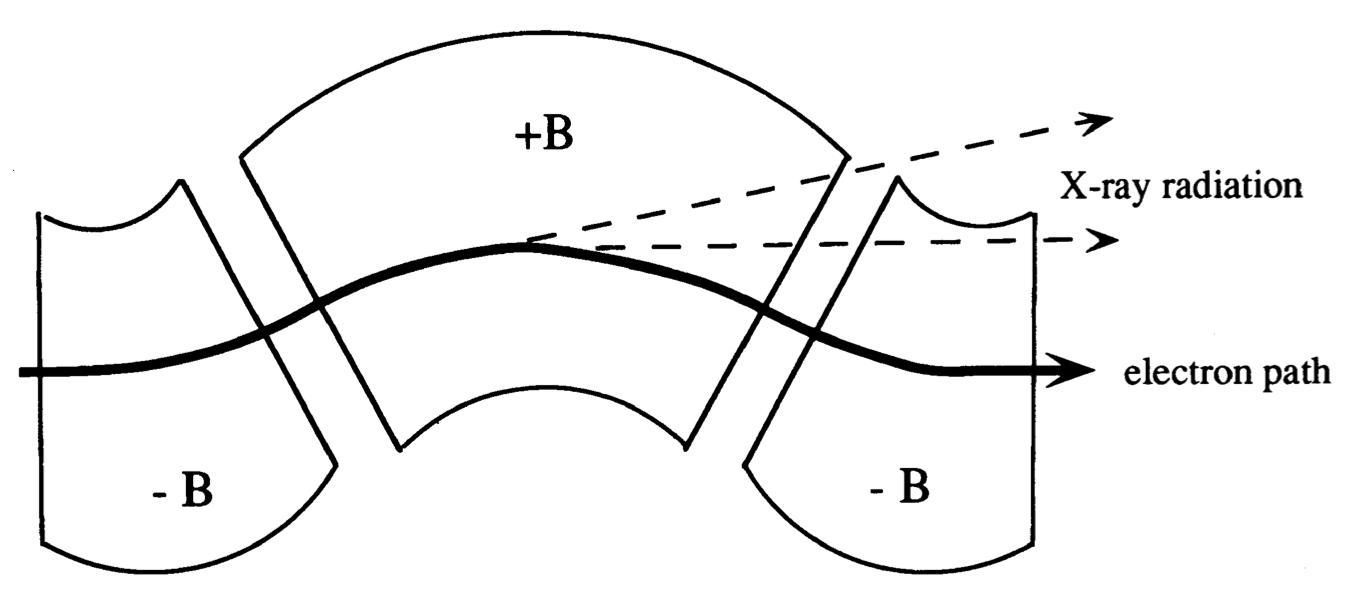 +B
X-ray radiation
electron path
- B
- B